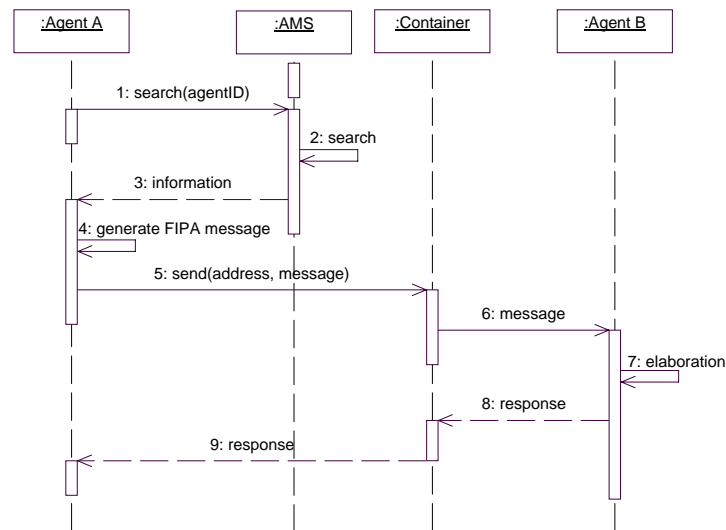 :Agent A
:AMS
:Container
:Agent B
1: search(agentID)
2: search
3: information
4: generate FIPA message
5: send(address, message)
6: message
7: elaboration
8: response
9: response